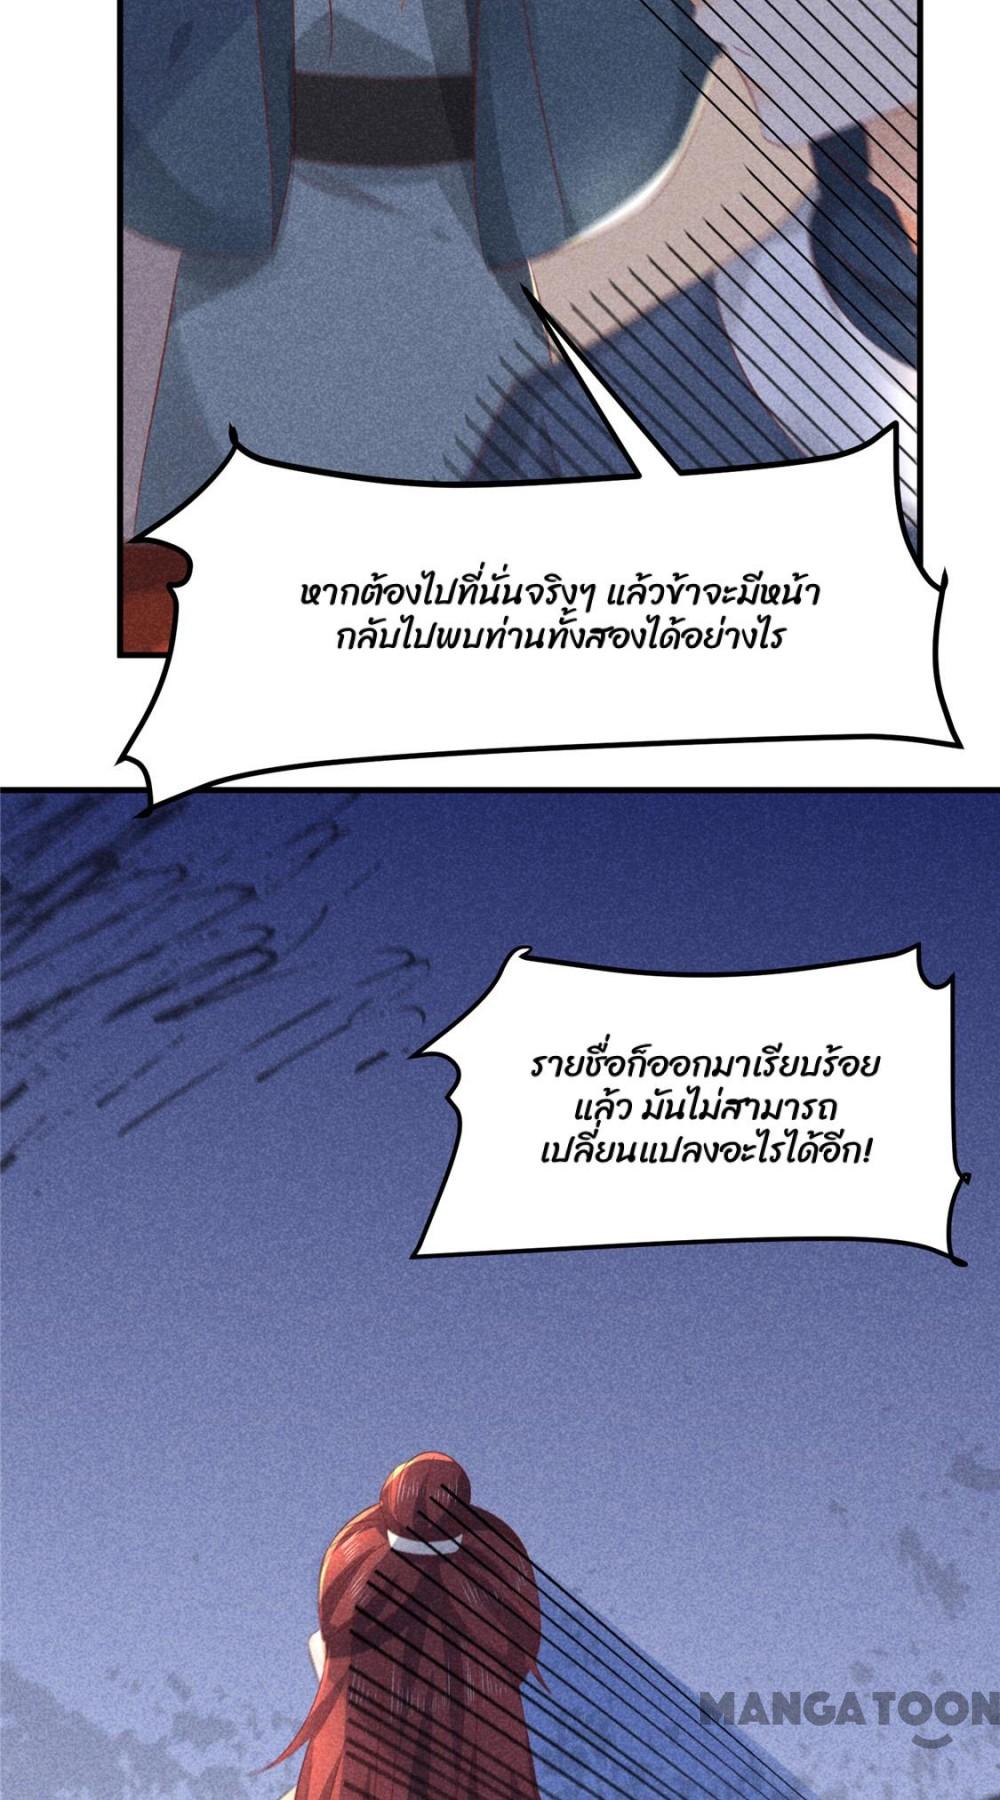 หากต้องไปที่นั่นจริงๆ แล้วข้าจะมีหน้า
กลับไปพบท่านทั้งสองได้อย่างไร
รายชื่อก็ออกมาเรียบร้อย
แล้ว มันไม่สามารถ
เปลี่ยนแปลงอะไรได้อีก!
MANGATOON